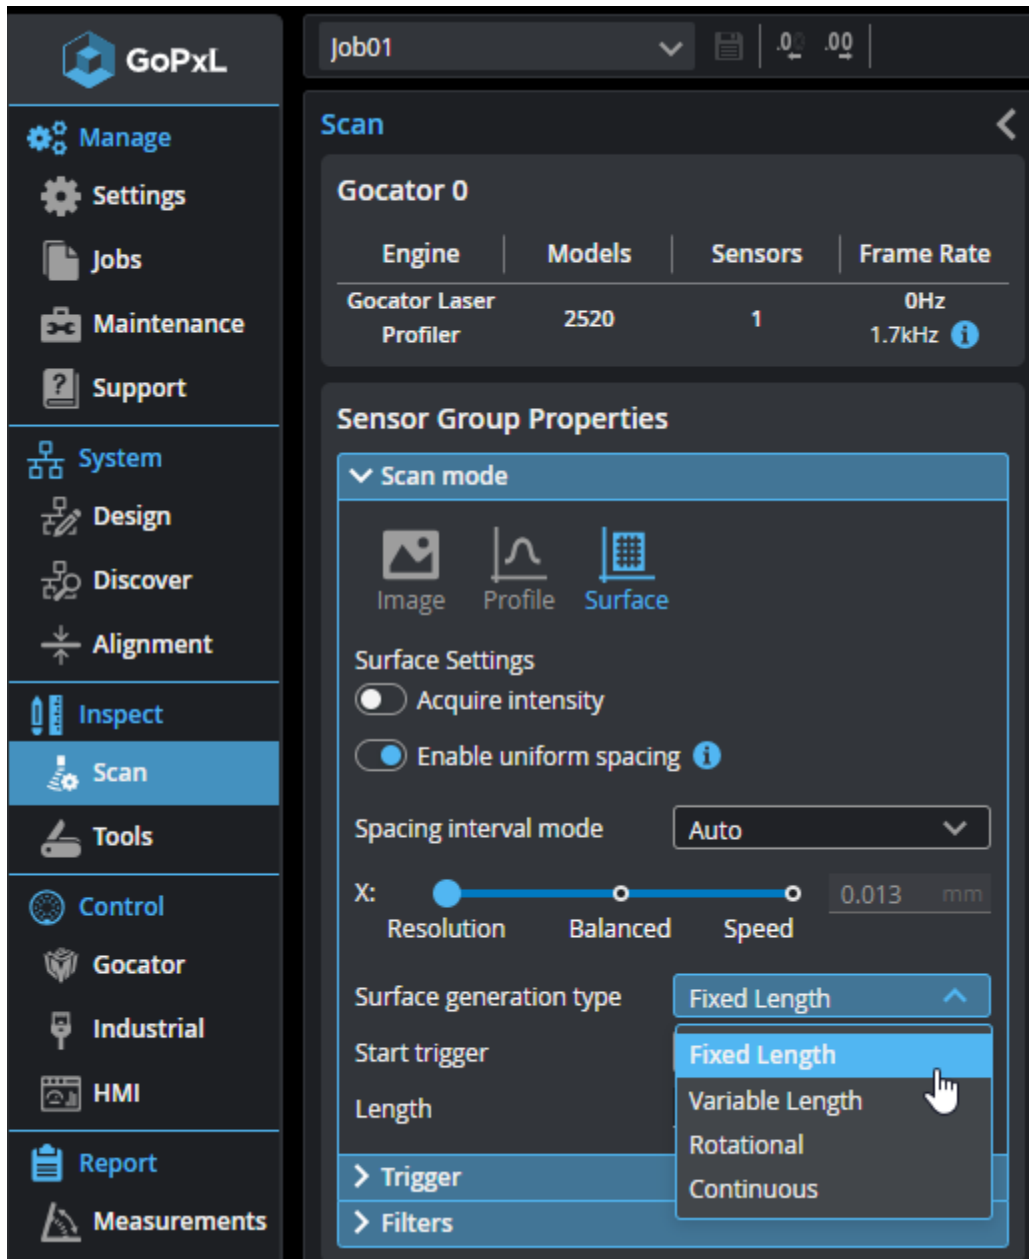 GoPxL
Job01
.00
.00
Manage
Settings
Jobs
Maintenance
Support
System
Design
Discover
Alignment
Inspect
Scan
Tools
Control
Gocator
Industrial
HMI
Report
Measurements
Scan
Gocator 0
Engine Models Sensors Frame Rate
Gocator Laser Profiler 2520 1 0Hz
1.7kHz
Sensor Group Properties
Scan mode
Image Profile Surface
Surface Settings
Acquire intensity
Enable uniform spacing
Spacing interval mode Auto
X: 0.013 mm
Resolution Balanced Speed
Surface generation type Fixed Length
Start trigger Fixed Length
Variable Length
Length
Rotational
Continuous
Trigger
Filters